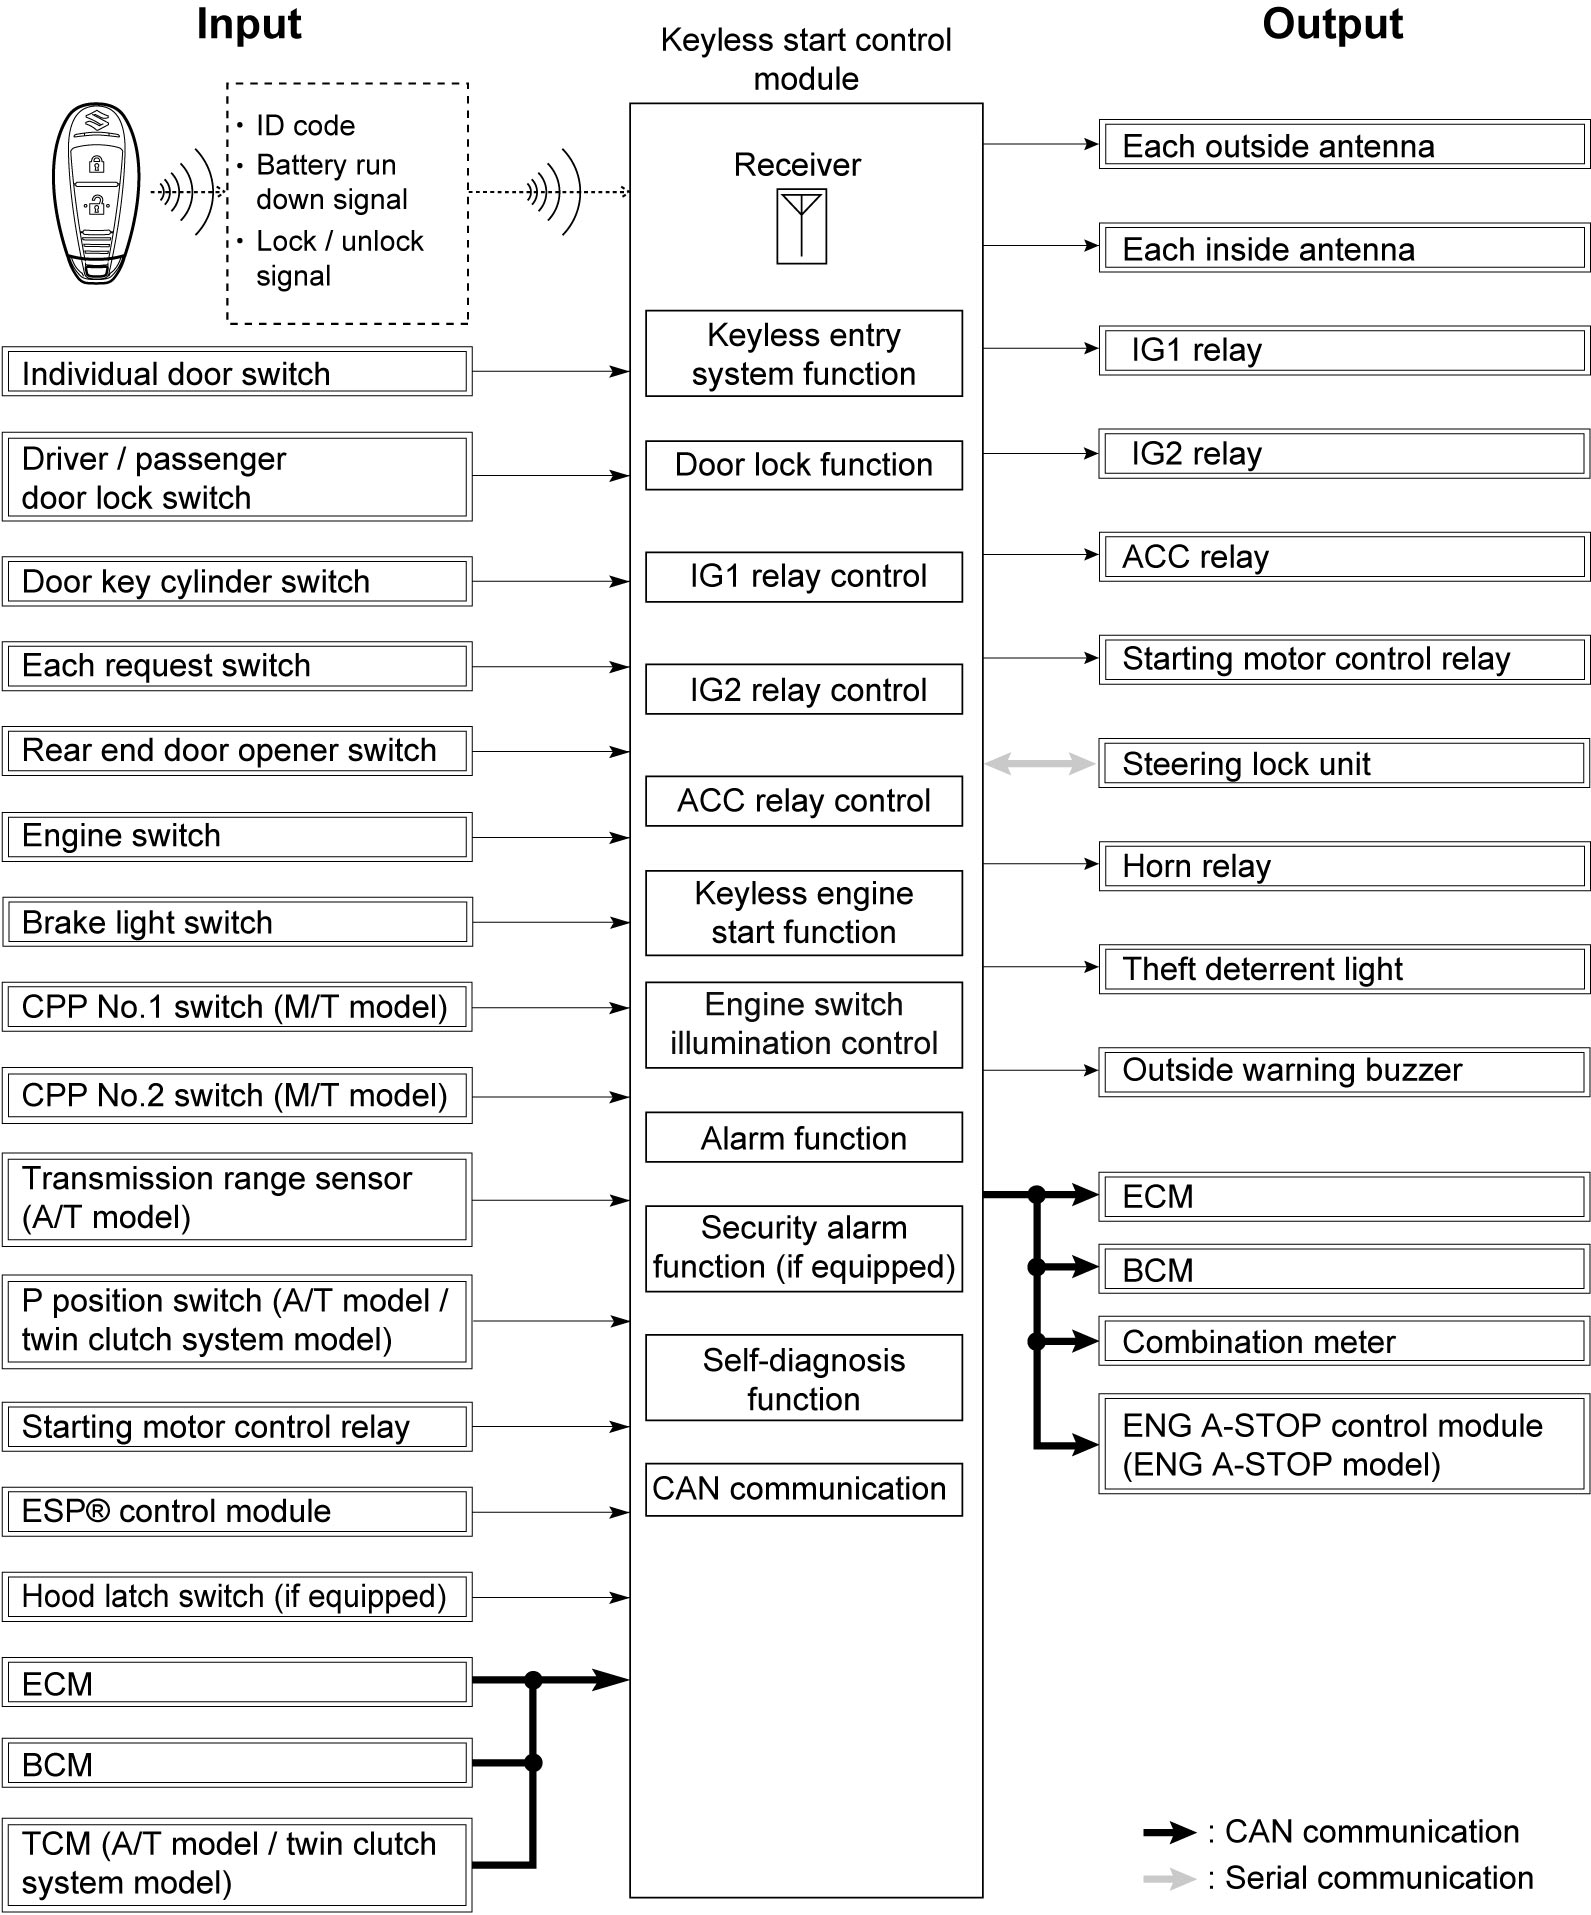 Input
Keyless start control
module
Output
・ ID code
・ Battery run
down signal
・ Lock / unlock
signal
Individual door switch
Driver / passenger
door lock switch
Door key cylinder switch
Each request switch
Rear end door opener switch
Engine switch
Brake light switch
CPP No.1 switch (M/T model)
CPP No.2 switch (M/T model)
Transmission range sensor
(A/T model)
P position switch (A/T model /
twin clutch system model)
Starting motor control relay
ESP® control module
Hood latch switch (if equipped)
ECM
BCM
TCM (A/T model / twin clutch
system model)
Receiver
Keyless entry
system function
Door lock function
IG1 relay control
IG2 relay control
ACC relay control
Keyless engine
start function
Engine switch
illumination control
Alarm function
Security alarm
function (if equipped)
Self-diagnosis
function
CAN communication
Each outside antenna
Each inside antenna
IG1 relay
IG2 relay
ACC relay
Starting motor control relay
Steering lock unit
Horn relay
Theft deterrent light
Outside warning buzzer
ECM
BCM
Combination meter
ENG A-STOP control module
(ENG A-STOP model)
: CAN communication
: Serial communication